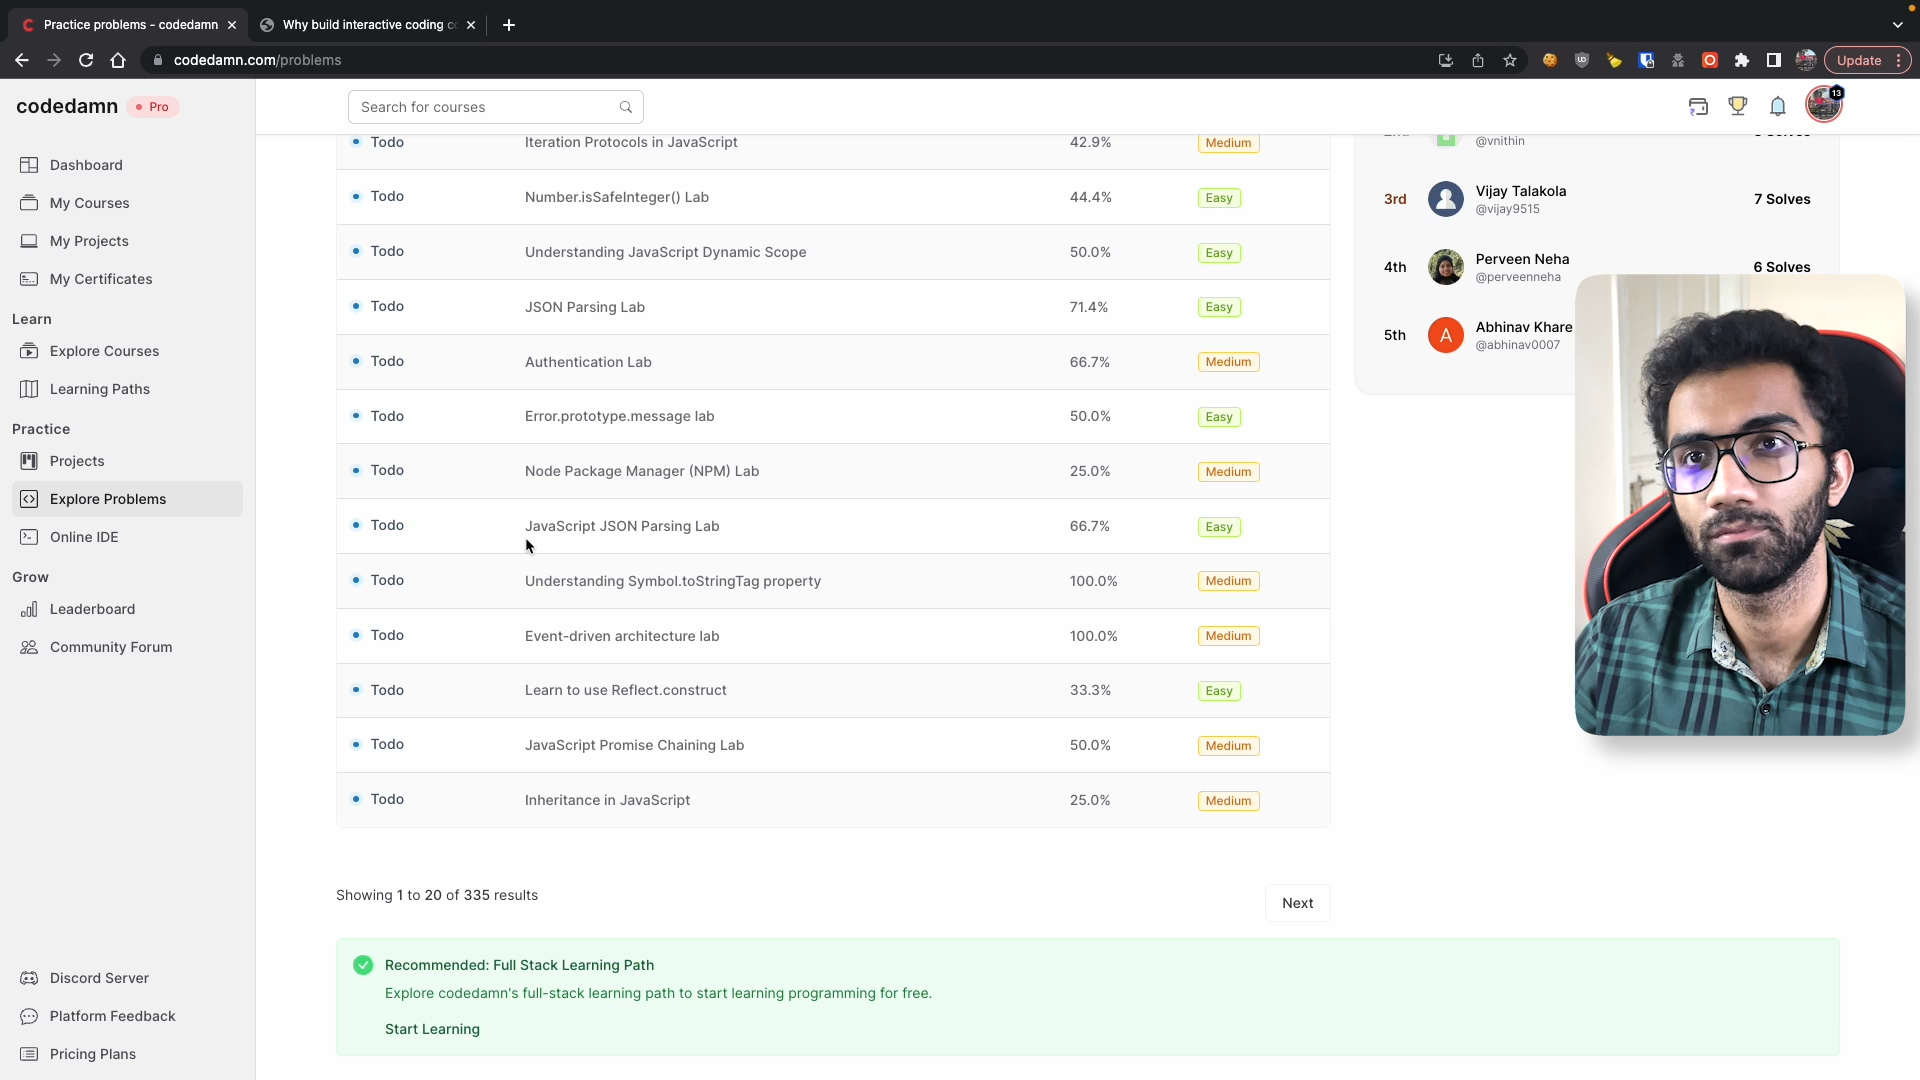 Practice problems - codedamn
Why build interactive coding c
codedamn.com/problems
Update
codedamn
Pro
Search for courses
13
Dashboard
My Courses
My Projects
My Certificates
Learn
Explore Courses
Learning Paths
Practice
Projects
Explore Problems
Online IDE
Grow
Leaderboard
Community Forum
Discord Server
Platform Feedback
Pricing Plans
Todo Iteration Protocols in JavaScript 42.9% Medium
Todo Number.isSafeInteger() Lab 44.4% Easy
Todo Understanding JavaScript Dynamic Scope 50.0% Easy
Todo JSON Parsing Lab 71.4% Easy
Todo Authentication Lab 66.7% Medium
Todo Error.prototype.message lab 50.0% Easy
Todo Node Package Manager (NPM) Lab 25.0% Medium
Todo JavaScript JSON Parsing Lab 66.7% Easy
Todo Understanding Symbol.toStringTag property 100.0% Medium
Todo Event-driven architecture lab 100.0% Medium
Todo Learn to use Reflect.construct 33.3% Easy
Todo JavaScript Promise Chaining Lab 50.0% Medium
Todo Inheritance in JavaScript 25.0% Medium
Showing 1 to 20 of 335 results
Next
Recommended: Full Stack Learning Path
Explore codedamn's full-stack learning path to start learning programming for free.
Start Learning
@vnithin
3rd Vijay Talakola 7 Solves
@vijay9515
4th Perveen Neha 6 Solves
@perveenneha
5th A Abhinav Khare
@abhinav0007